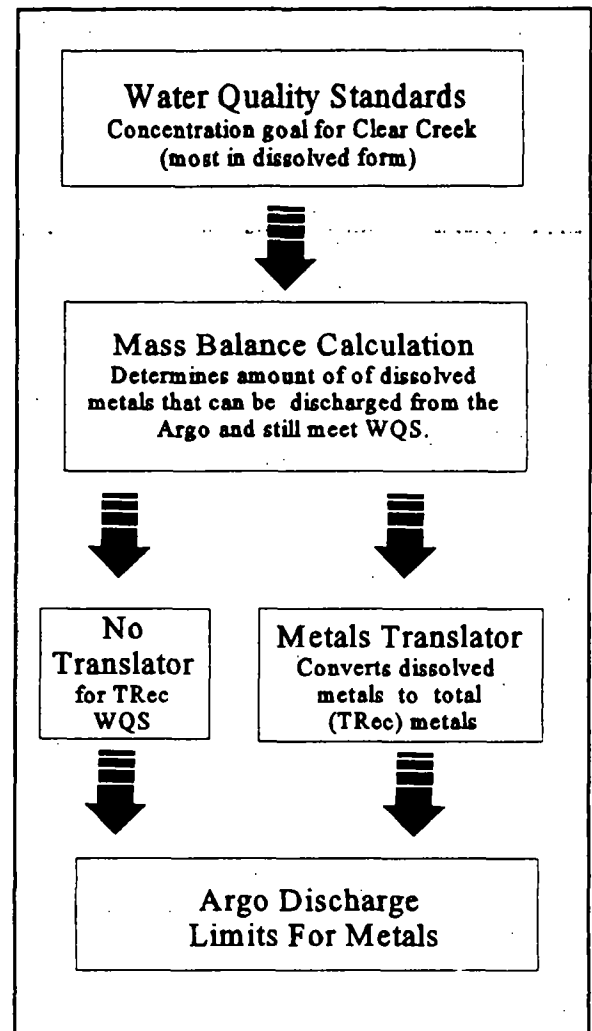 Water Quality Standards
Concentration goal for Clear Creek
(most in dissolved form)
Mass Balance Calculation
Determines amount of of dissolved
metals that can be discharged from the
Argo and still meet WQS.
No
Translator
for TRec
WQS
Metals Translator
Converts dissolved
metals to total
(TRec) metals
Argo Discharge
Limits For Metals